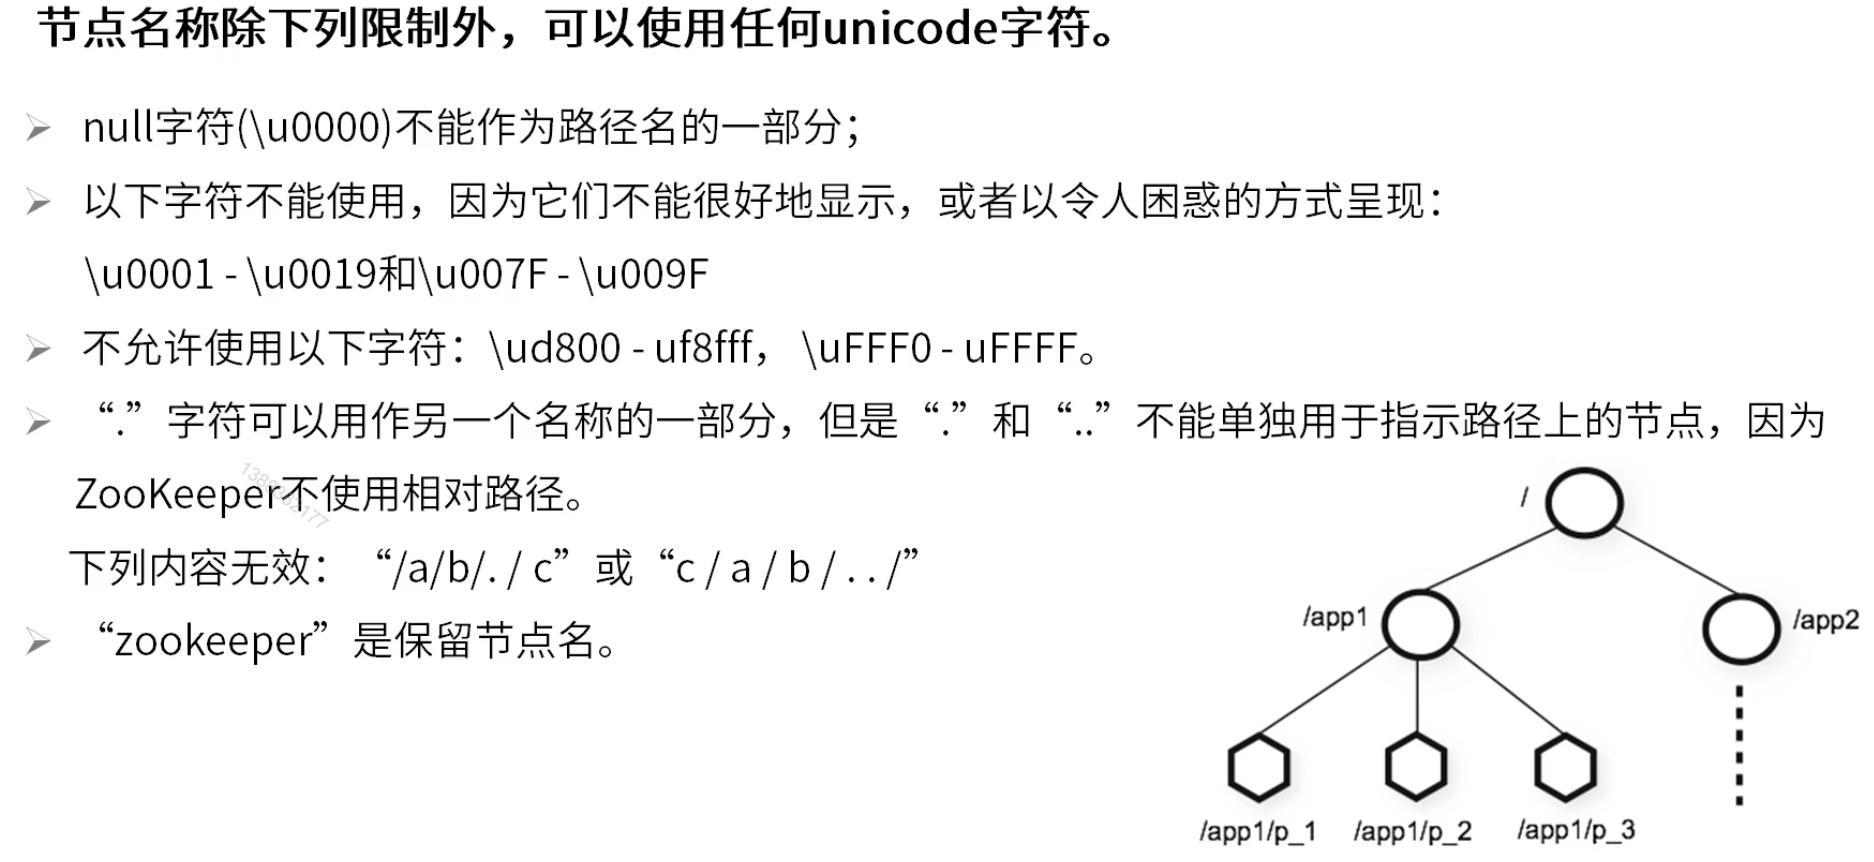 节点名称除下列限制外，可以使用任何unicode字符。
null字符(\u0000)不能作为路径名的一部分；
以下字符不能使用，因为它们不能很好地显示，或者以令人困惑的方式呈现：
\u0001 - \u0019和\u007F - \u009F
不允许使用以下字符：\ud800 - uf8fff， \uFFF0 - uFFFF。
“.”字符可以用作另一个名称的一部分，但是“.”和“..”不能单独用于指示路径上的节点，因为
ZooKeeper不使用相对路径。
下列内容无效：“/a/b/. / c”或“c / a / b / . . /”
“zookeeper”是保留节点名。
/
/app1
/app2
/app1/p_1
/app1/p_2
/app1/p_3